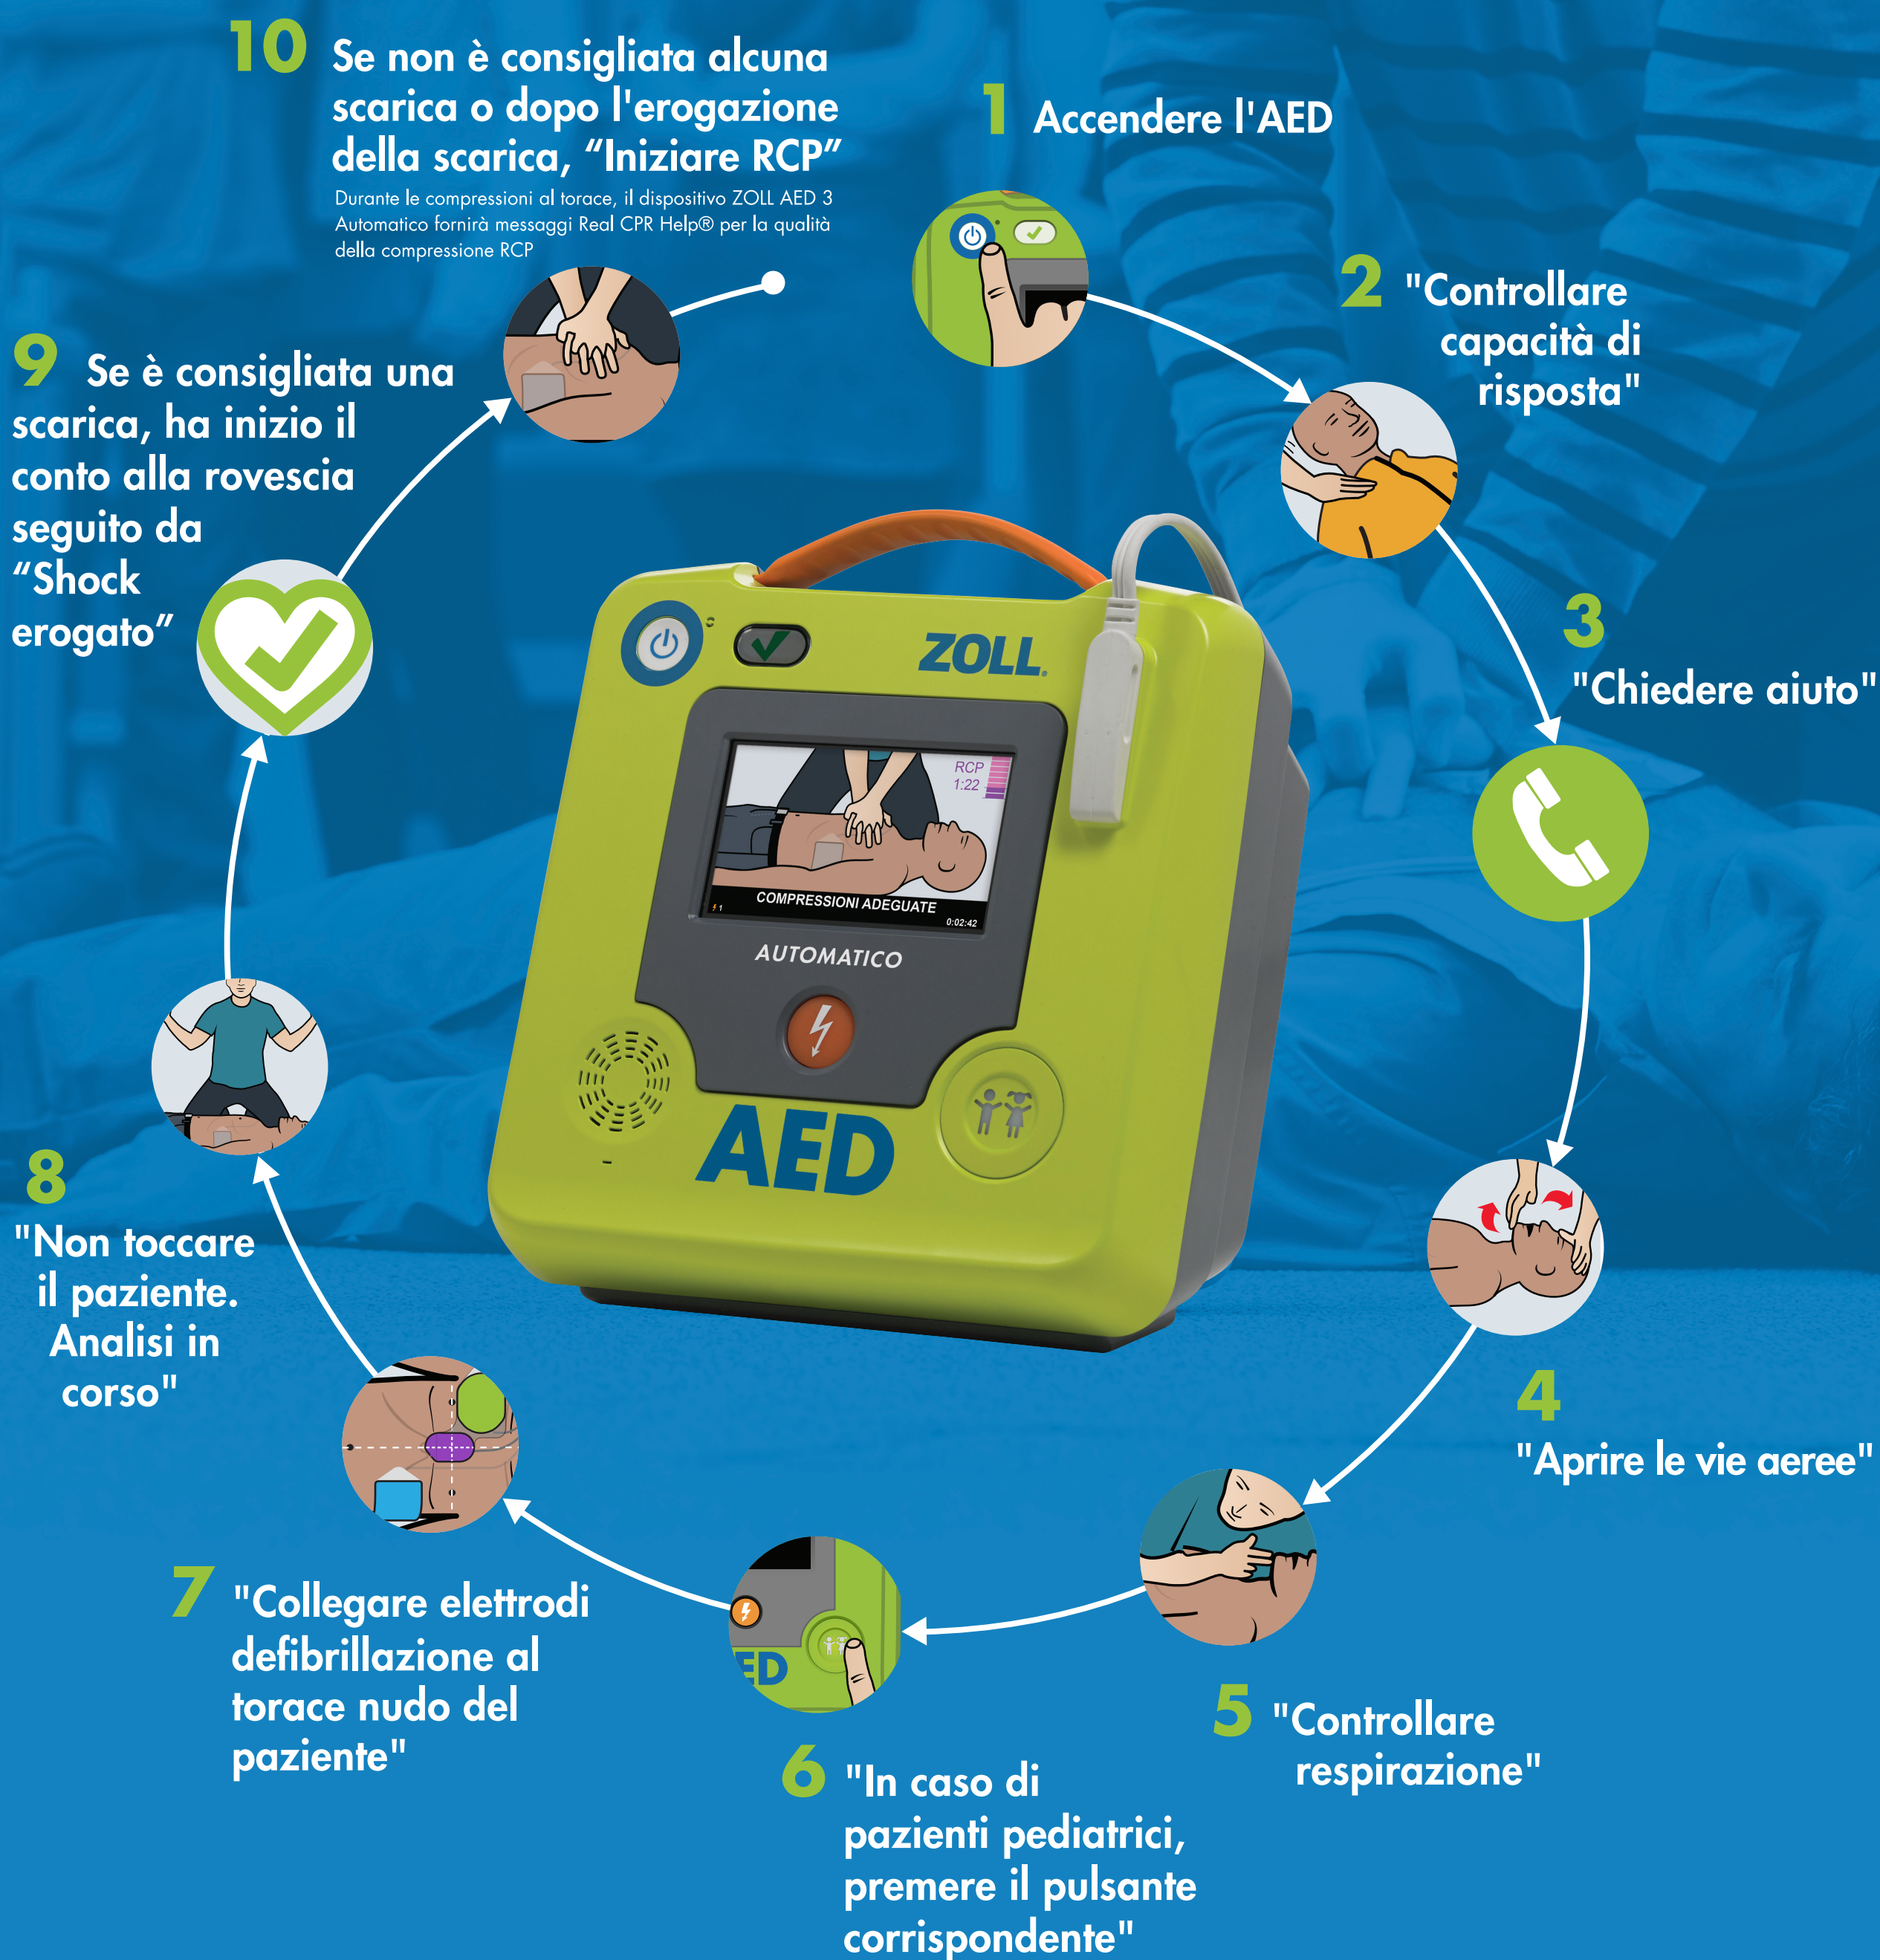 1 Accendere l'AED
2 "Controllare
capacità di
risposta"
3
"Chiedere aiuto"
4
"Aprire le vie aeree"
5 "Controllare
respirazione"
6 "In caso di
pazienti pediatrici,
premere il pulsante
corrispondente"
7 "Collegare elettrodi
defibrillazione al
torace nudo del
paziente"
8
"Non toccare
il paziente.
Analisi in
corso"
9 Se è consigliata una
scarica, ha inizio il
conto alla rovescia
seguito da
“Shock
erogato”
10 Se non è consigliata alcuna
scarica o dopo l'erogazione
della scarica, “Iniziare RCP”
Durante le compressioni al torace, il dispositivo ZOLL AED 3
Automatico fornirà messaggi Real CPR Help® per la qualità
della compressione RCP
ZOLL®
RCP
1:22
COMPRESSIONI ADEGUATE
1
0:02:42
AUTOMATICO
AED
ED